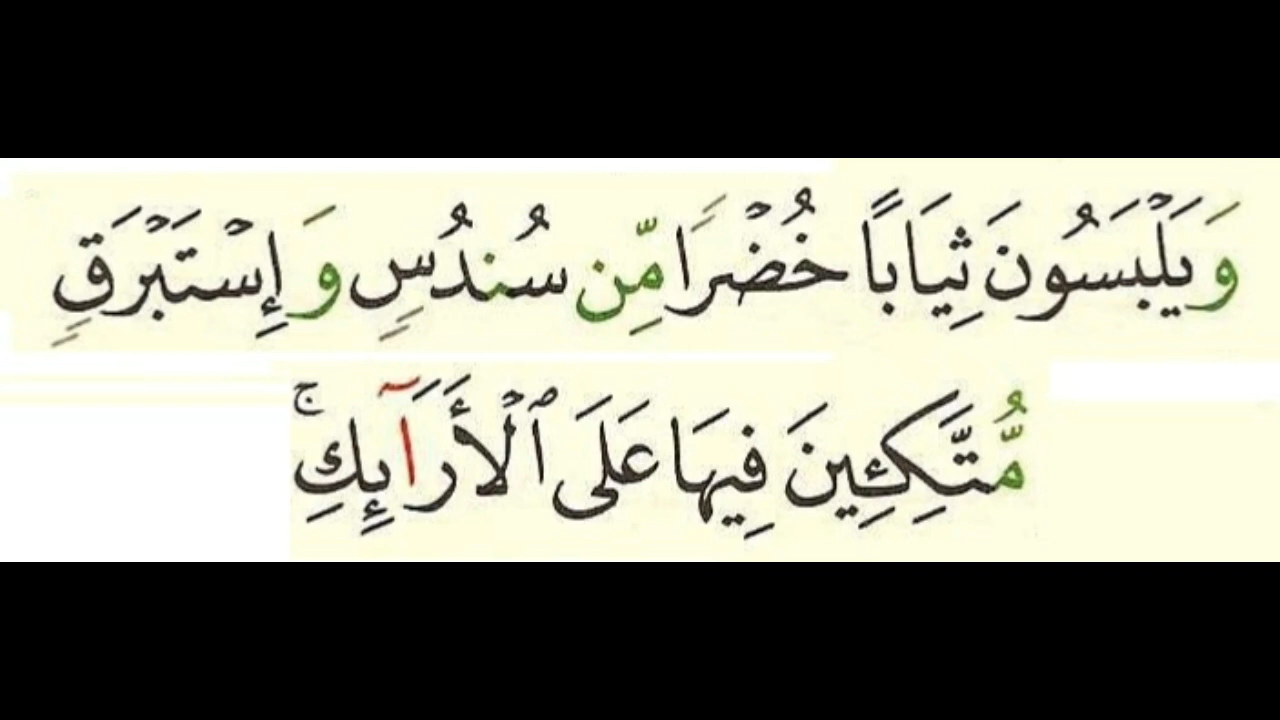 وَيَلْبَسُونَ ثِيَابًا خُضْرًا مِّن سُندُسٍ وَإِسْتَبْرَقٍ
مُّتَّكِـِٔينَ فِيهَا عَلَى ٱلْأَرَآئِكِ ۚ